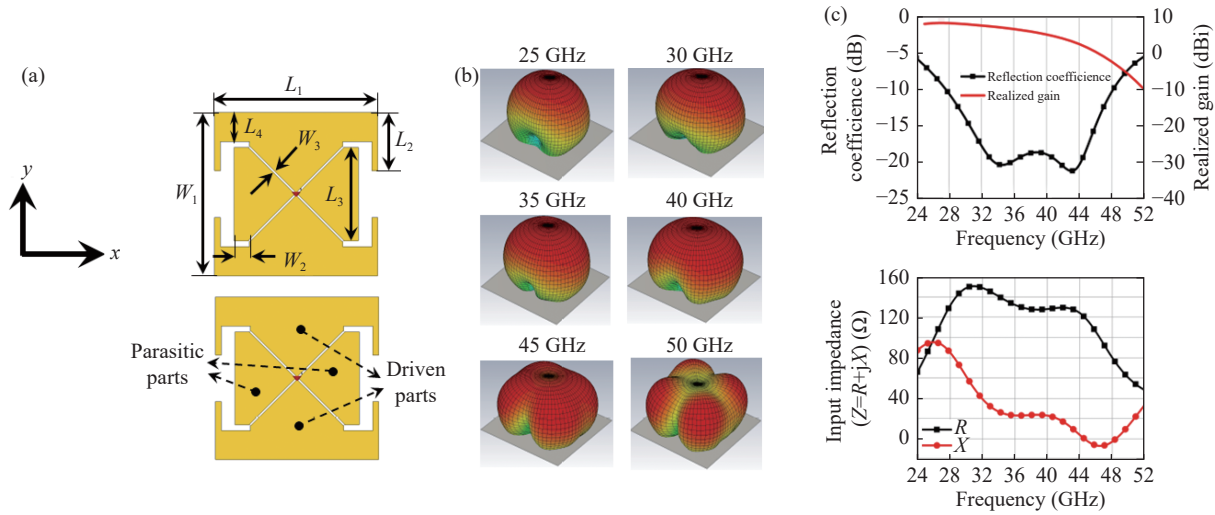 (a)
L₁
L₂
L₄
W₃
W₁
L₃
W₂
y
x
Parasitic
parts
Driven
parts
(b)
25 GHz
30 GHz
35 GHz
40 GHz
45 GHz
50 GHz
(c)
Reflection
coefficience (dB)
0
−5
−10
−15
−20
−25
10
0
−10
−20
−30
−40
Realized gain (dBi)
Reflection coefficience
Realized gain
24 28 32 36 40 44 48 52
Frequency (GHz)
Input impedance
(Z=R+jX) (Ω)
160
120
80
40
0
R
X
24 28 32 36 40 44 48 52
Frequency (GHz)